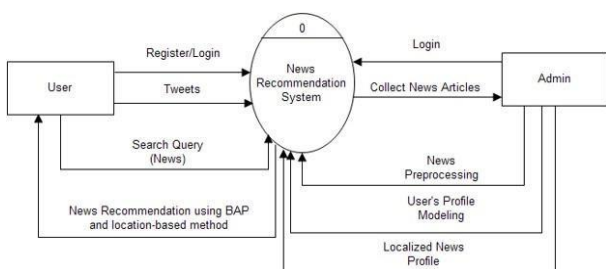 0
Register/Login
Login
News
Recommendation
System
User
Tweets
Collect News Articles
Admin
Search Query
(News)
News
Preprocessing
News Recommendation using BAP
and location-based method
User's Profile
Modeling
Localized News
Profile